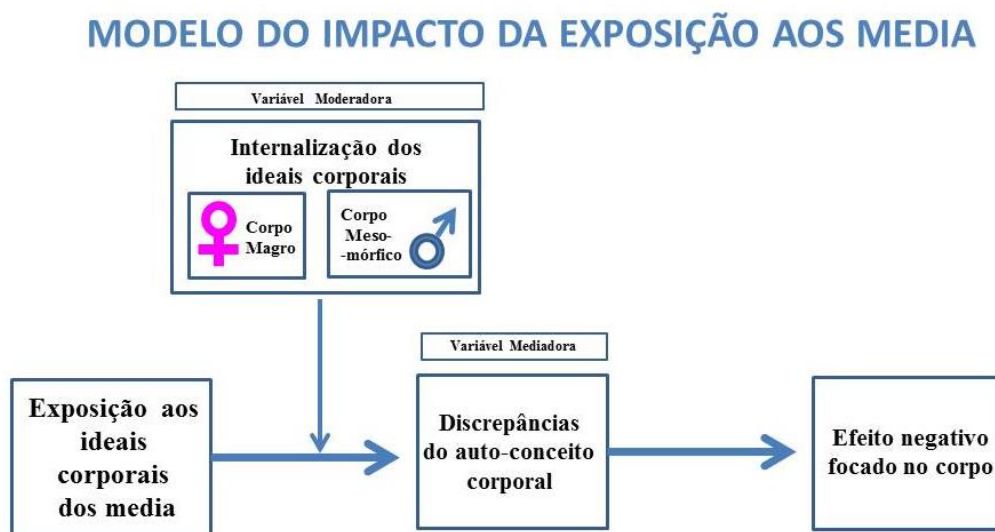 MODELO DO IMPACTO DA EXPOSIÇÃO AOS MEDIA
Variável Moderadora
Internalização dos
ideais corporais
Corpo
Magro
Corpo
Meso-
-mórfico
Variável Mediadora
Exposição aos
ideais
corporais
dos media
Discrepâncias
do auto-conceito
corporal
Efeito negativo
focado no corpo